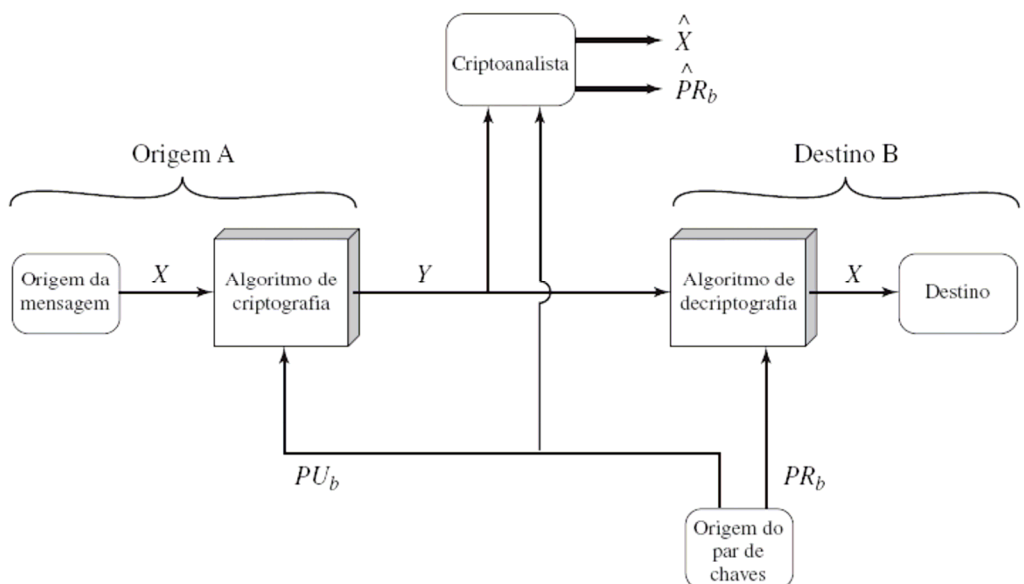 X̂
Criptoanalista
P̂R_b
Origem A
Destino B
Origem da
mensagem
X
Algoritmo de
criptografia
Y
Algoritmo de
decriptografia
X
Destino
PU_b
PR_b
Origem do
par de
chaves